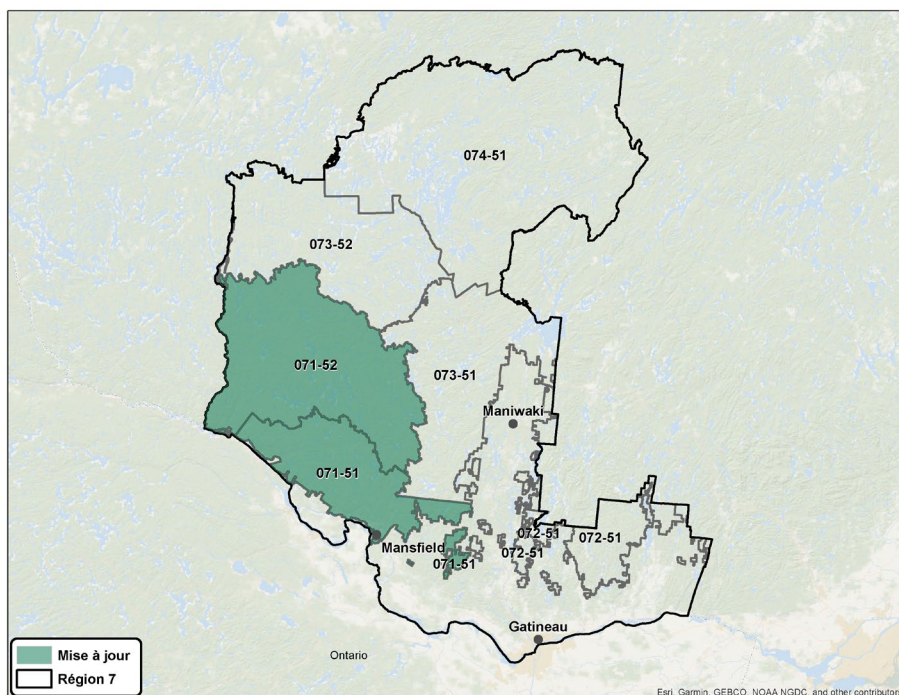 074-51
073-52
071-52
073-51
Maniwaki
071-51
072-51
072-51
072-51
Mansfield
071-51
Gatineau
Mise à jour
Région 7
Ontario
Esri, Garmin, GEBCO, NOAA NGDC, and other contributors